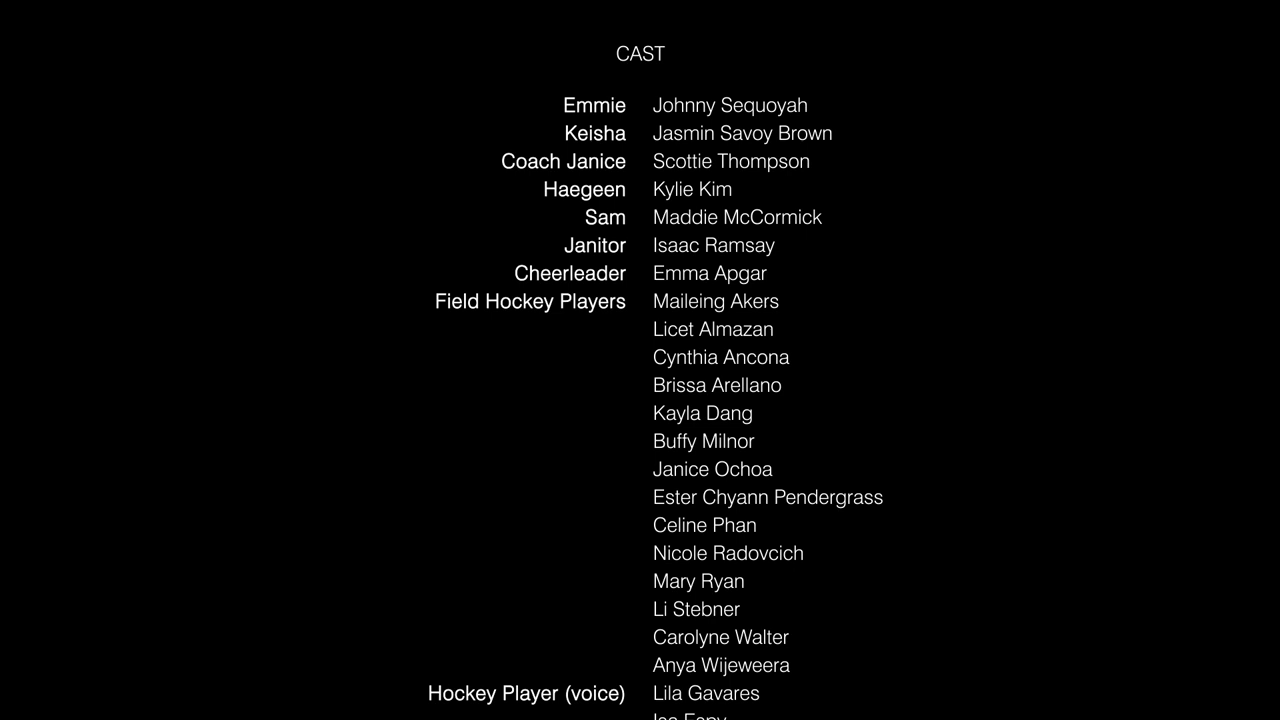 CAST
Emmie Johnny Sequoyah
Keisha Jasmin Savoy Brown
Coach Janice Scottie Thompson
Haegeen Kylie Kim
Sam Maddie McCormick
Janitor Isaac Ramsay
Cheerleader Emma Apgar
Field Hockey Players Maileing Akers
Licet Almazan
Cynthia Ancona
Brissa Arellano
Kayla Dang
Buffy Milnor
Janice Ochoa
Ester Chyann Pendergrass
Celine Phan
Nicole Radovcich
Mary Ryan
Li Stebner
Carolyne Walter
Anya Wijeweera
Hockey Player (voice) Lila Gavares